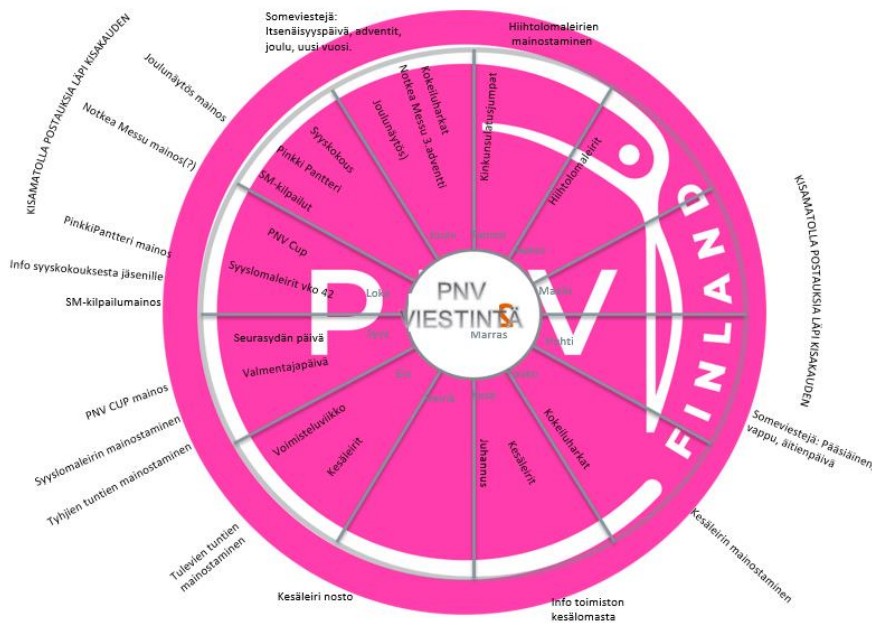 Someviestejä:
Itsenäisyyspäivä, adventit,
joulu, uusi vuosi.
Hiihtolomaleirien
mainostaminen
KISAMATOLLA POSTAUKSIA LÄPI KISAKAUDEN
Joulunäytös mainos
Notkea Messu mainos(?)
PinkkiPantteri mainos
Info syyskokouksesta jäsenille
SM-kilpailumainos
PNV CUP mainos
Syyslomaleirin mainostaminen
Tyhjien tuntien mainostaminen
Tulevien tuntien
mainostaminen
Kesäleiri nosto
Info toimiston
kesälomasta
Kesäleirin mainostaminen
Someviestejä: Pääsiäinen,
vappu, äitienpäivä
KISAMATOLLA POSTAUKSIA LÄPI KISAKAUDEN
Kokeiluharkat
Notkea Messu 3.adventti
Joulunäytös)
Kinkunsulatusjumpat
Hiihtolomaleirit
Syyskokous
Pinkki Pantteri
SM-kilpailut
PNV Cup
Syyslomaleirit vko 42
Seurasydän päivä
Valmentajapäivä
Voimisteluviikko
Kesäleirit
Juhannus
Kesäleirit
Kokeiluharkat
Loka
Maalis
Huhti
Heinä
Marras
PNV
VIESTINTÄ
P V
FINLAND